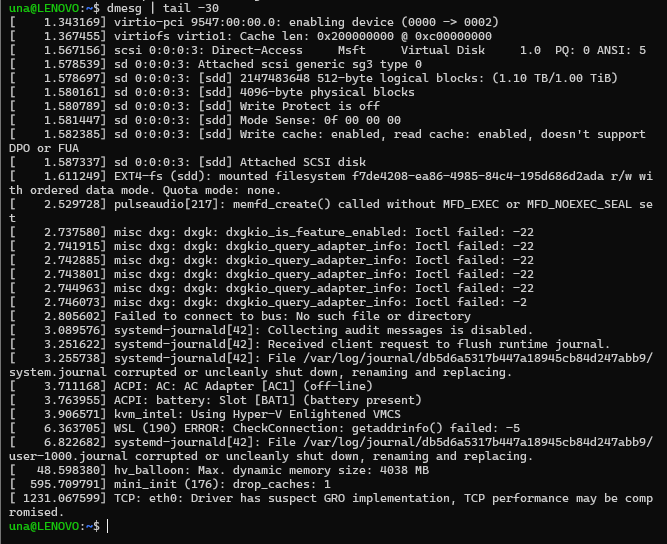 una@LENOVO:~$ dmesg | tail -30
[    1.343169] virtio-pci 9547:00:00.0: enabling device (0000 -> 0002)
[    1.367455] virtiofs virtio1: Cache len: 0x200000000 @ 0xc00000000
[    1.567156] scsi 0:0:0:3: Direct-Access     Msft     Virtual Disk     1.0  PQ: 0 ANSI: 5
[    1.578539] sd 0:0:0:3: Attached scsi generic sg3 type 0
[    1.578697] sd 0:0:0:3: [sdd] 2147483648 512-byte logical blocks: (1.10 TB/1.00 TiB)
[    1.580161] sd 0:0:0:3: [sdd] 4096-byte physical blocks
[    1.580789] sd 0:0:0:3: [sdd] Write Protect is off
[    1.581447] sd 0:0:0:3: [sdd] Mode Sense: 0f 00 00 00
[    1.582385] sd 0:0:0:3: [sdd] Write cache: enabled, read cache: enabled, doesn't support
DPO or FUA
[    1.587337] sd 0:0:0:3: [sdd] Attached SCSI disk
[    1.611249] EXT4-fs (sdd): mounted filesystem f7de4208-ea86-4985-84c4-195d686d2ada r/w wi
th ordered data mode. Quota mode: none.
[    2.529728] pulseaudio[217]: memfd_create() called without MFD_EXEC or MFD_NOEXEC_SEAL se
t
[    2.737580] misc dxg: dxgk: dxgkio_is_feature_enabled: Ioctl failed: -22
[    2.741915] misc dxg: dxgk: dxgkio_query_adapter_info: Ioctl failed: -22
[    2.742885] misc dxg: dxgk: dxgkio_query_adapter_info: Ioctl failed: -22
[    2.743801] misc dxg: dxgk: dxgkio_query_adapter_info: Ioctl failed: -22
[    2.744963] misc dxg: dxgk: dxgkio_query_adapter_info: Ioctl failed: -22
[    2.746073] misc dxg: dxgk: dxgkio_query_adapter_info: Ioctl failed: -2
[    2.805602] Failed to connect to bus: No such file or directory
[    3.089576] systemd-journald[42]: Collecting audit messages is disabled.
[    3.251622] systemd-journald[42]: Received client request to flush runtime journal.
[    3.255738] systemd-journald[42]: File /var/log/journal/db5d6a5317b447a18945cb84d247abb9/
system.journal corrupted or uncleanly shut down, renaming and replacing.
[    3.711168] ACPI: AC: AC Adapter [AC1] (off-line)
[    3.763955] ACPI: battery: Slot [BAT1] (battery present)
[    3.906571] kvm_intel: Using Hyper-V Enlightened VMCS
[    6.363705] WSL (190) ERROR: CheckConnection: getaddrinfo() failed: -5
[    6.822682] systemd-journald[42]: File /var/log/journal/db5d6a5317b447a18945cb84d247abb9/
user-1000.journal corrupted or uncleanly shut down, renaming and replacing.
[   48.598380] hv_balloon: Max. dynamic memory size: 4038 MB
[  595.709791] mini_init (176): drop_caches: 1
[ 1231.067599] TCP: eth0: Driver has suspect GRO implementation, TCP performance may be comp
romised.
una@LENOVO:~$